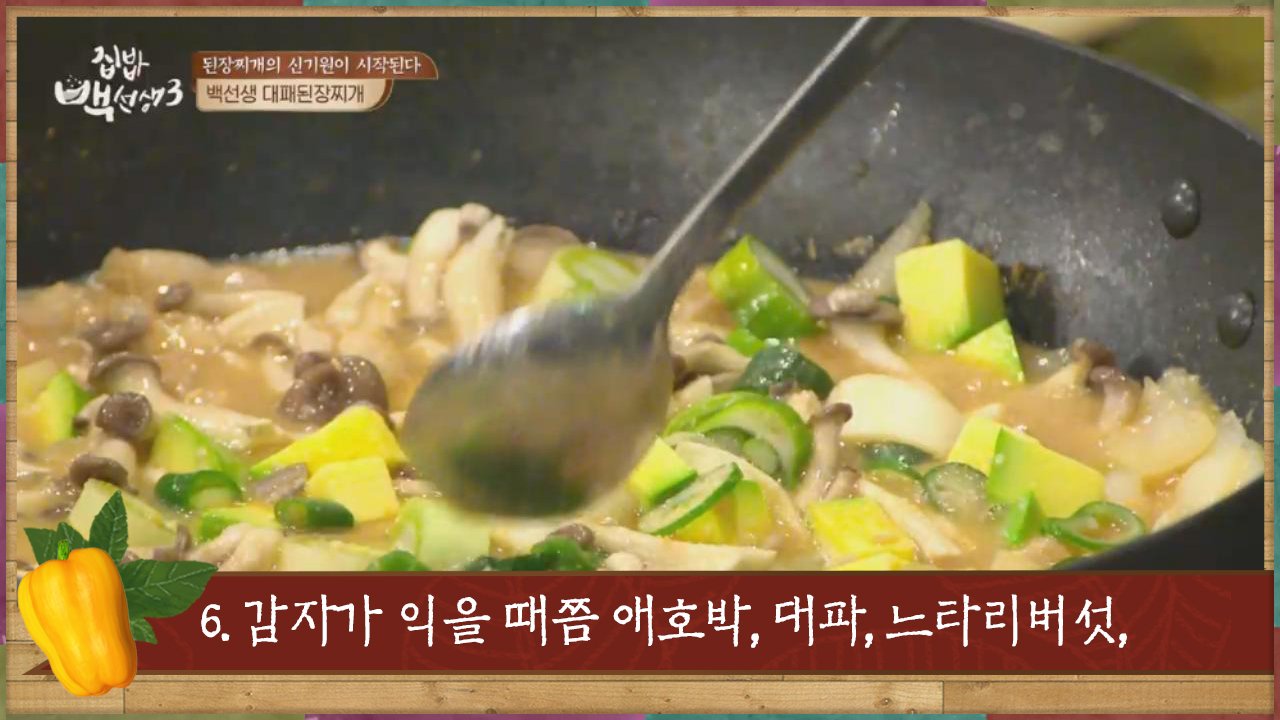 집밥
백선생3
된장찌개의 신기원이 시작된다
백선생 대패된장찌개
6. 감자가 익을 때쯤 애호박, 대파, 느타리버섯,